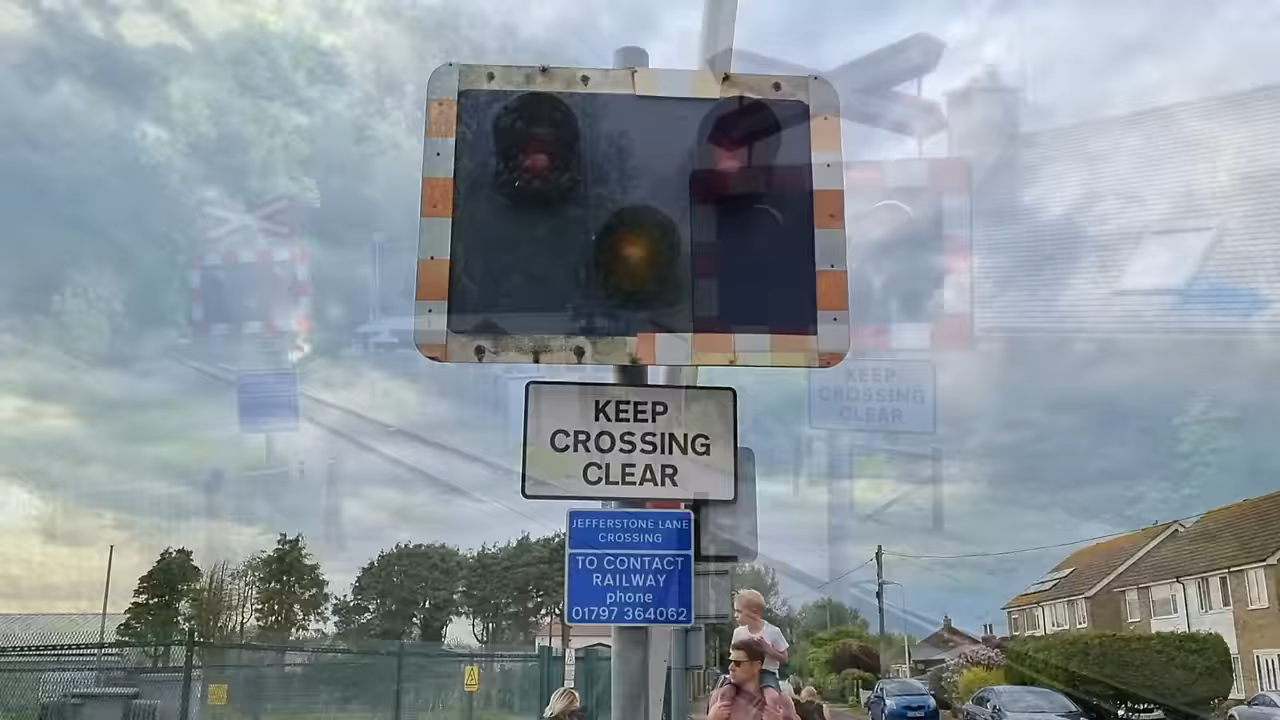 KEEP
CROSSING
CLEAR
JEFFERSTONE LANE
CROSSING
TO CONTACT
RAILWAY
phone
01797 364062
KEEP
CROSSING
CLEAR